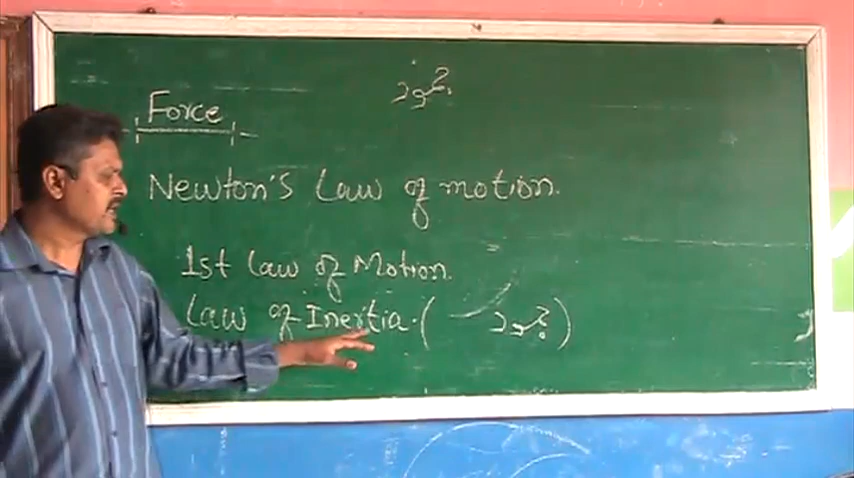 Force
Newton's Law of motion.
1st Law of Motion.
Law of Inertia. ( )